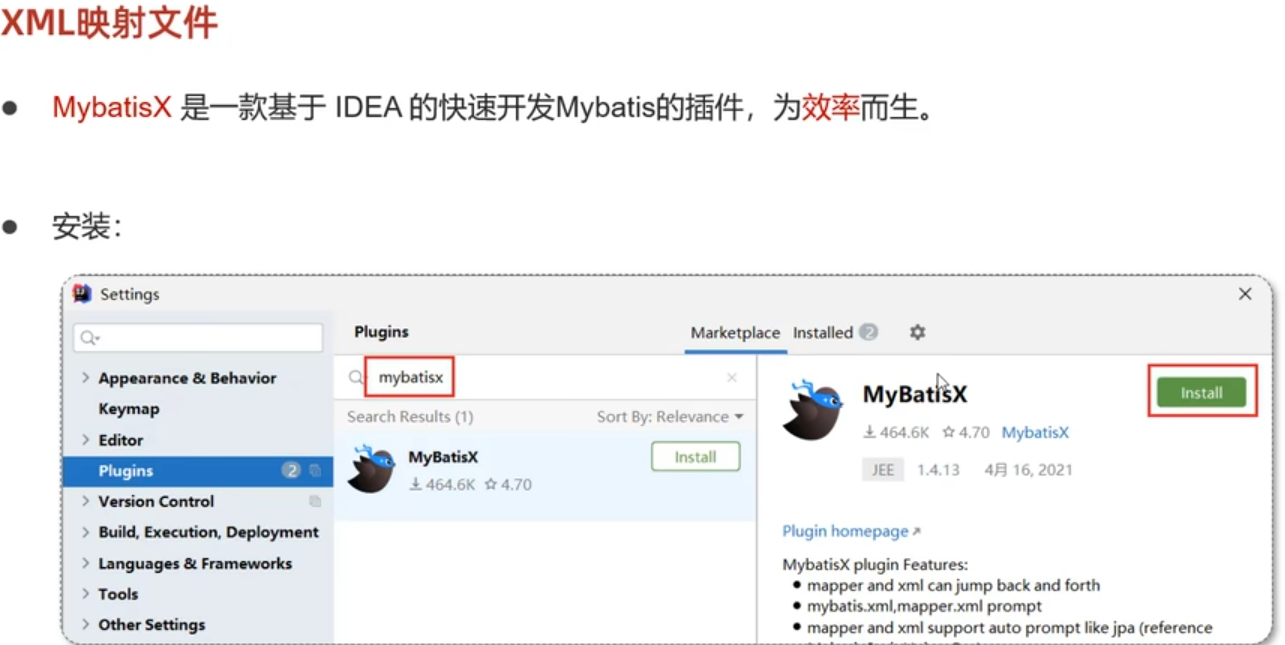 XML映射文件
MybatisX 是一款基于 IDEA 的快速开发Mybatis的插件，为效率而生。
安装：
Settings
Plugins
Marketplace
Installed 2
Appearance & Behavior
Keymap
Editor
Plugins 2
Version Control
Build, Execution, Deployment
Languages & Frameworks
Tools
Other Settings
mybatisx
Search Results (1)
Sort By: Relevance
MyBatisX
464.6K 4.70
Install
MyBatisX
464.6K 4.70 MybatisX
JEE 1.4.13 4月 16, 2021
Install
Plugin homepage
MybatisX plugin Features:
mapper and xml can jump back and forth
mybatis.xml,mapper.xml prompt
mapper and xml support auto prompt like jpa (reference